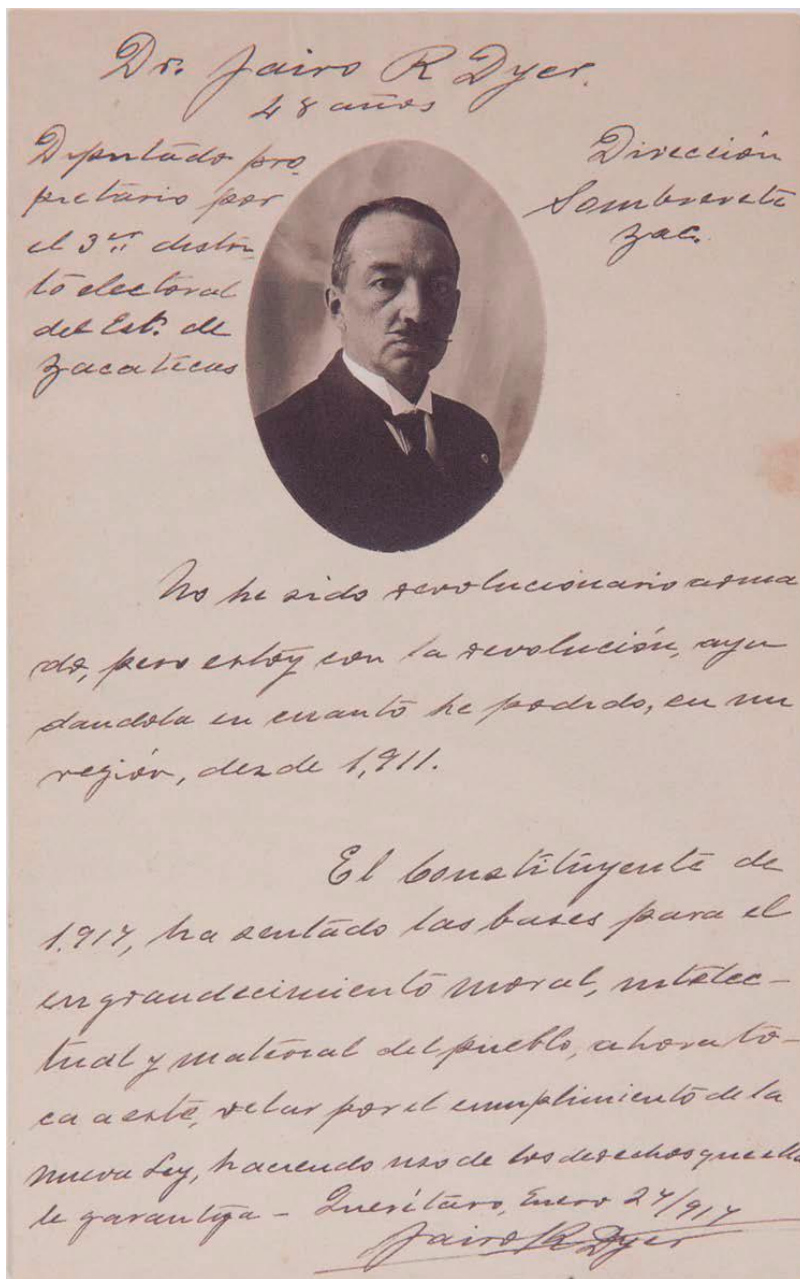 Dr. Jairo R Dyer.
48 años
Diputado pro-
pietario por
el 3er distri-
to electoral
del Est. de
Zacatecas
Dirección
Sombrerete
Zac.
No he sido revolucionario arma
do, pero estoy con la revolución, ayu
dandola en cuanto he podido, en mi
región, desde 1,911.
El Constituyente de
1.917, ha sentado las bases para el
engrandecimiento moral, intelec-
tual y material del pueblo, ahora to-
ca a este, velar por el cumplimiento de la
nueva Ley, haciendo uso de los derechos que ella
le garantiza - Querétaro, Enero 27/917
Jairo R Dyer